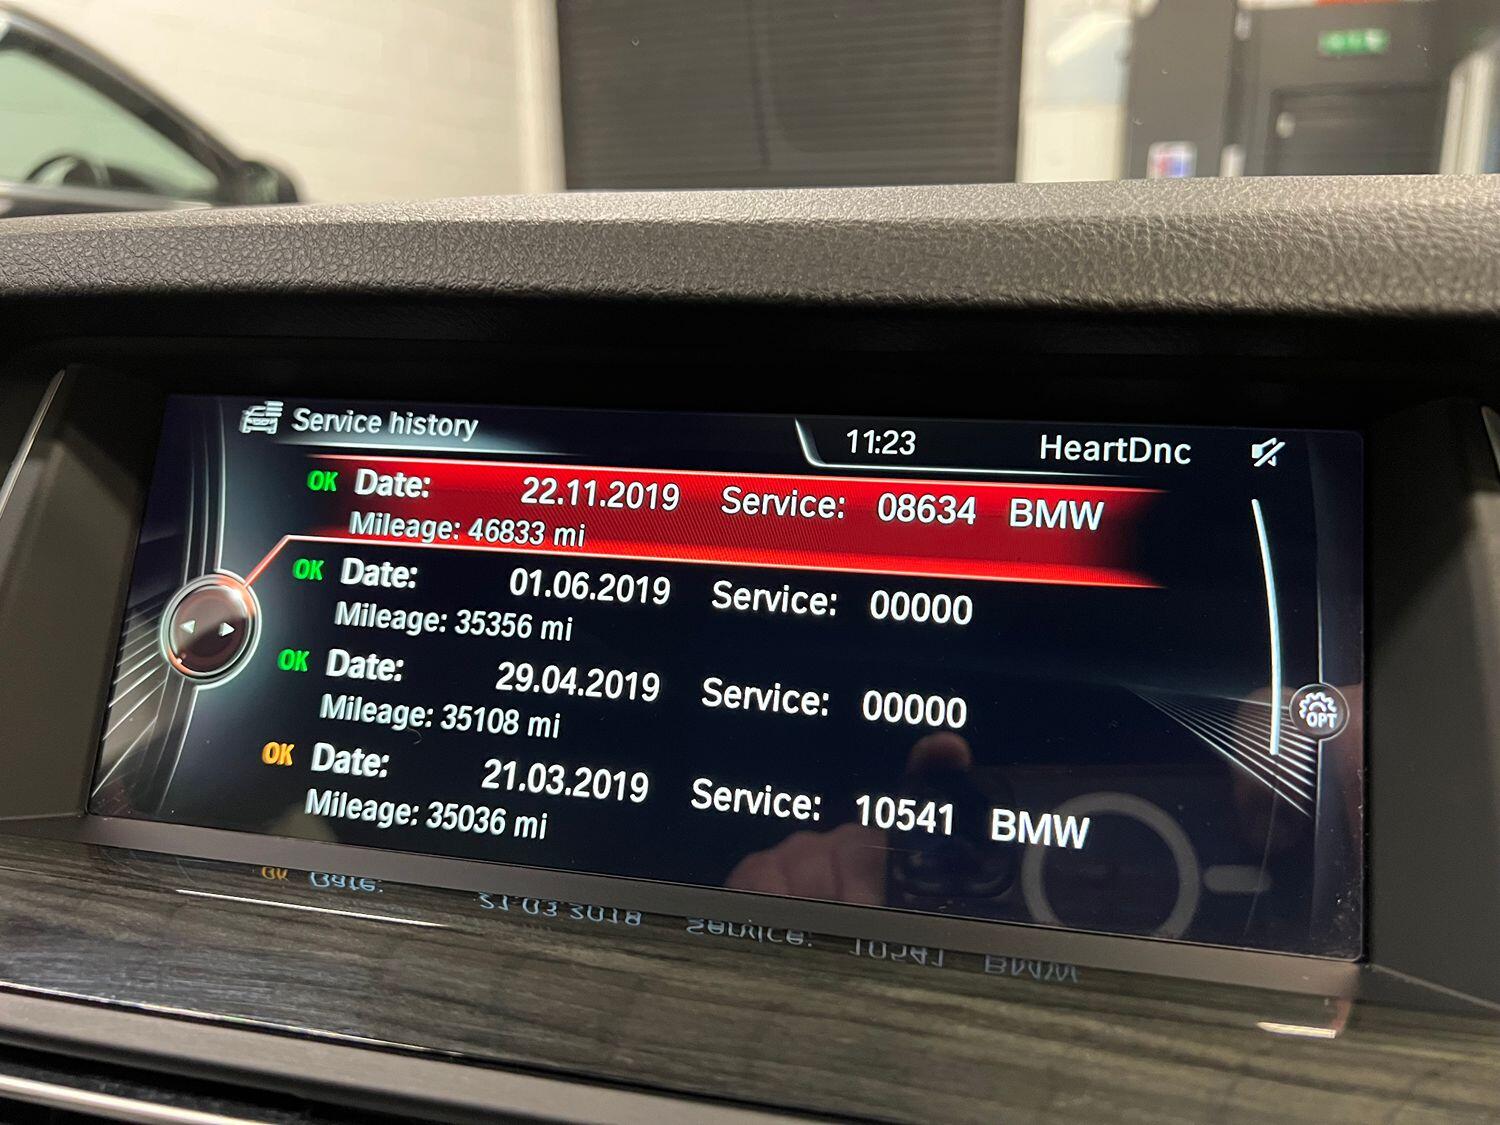 Service history 11:23 HeartDnc
OK Date: 22.11.2019 Service: 08634 BMW
Mileage: 46833 mi
OK Date: 01.06.2019 Service: 00000
Mileage: 35356 mi
OK Date: 29.04.2019 Service: 00000
Mileage: 35108 mi
OPT
OK Date: 21.03.2019 Service: 10541 BMW
Mileage: 35036 mi